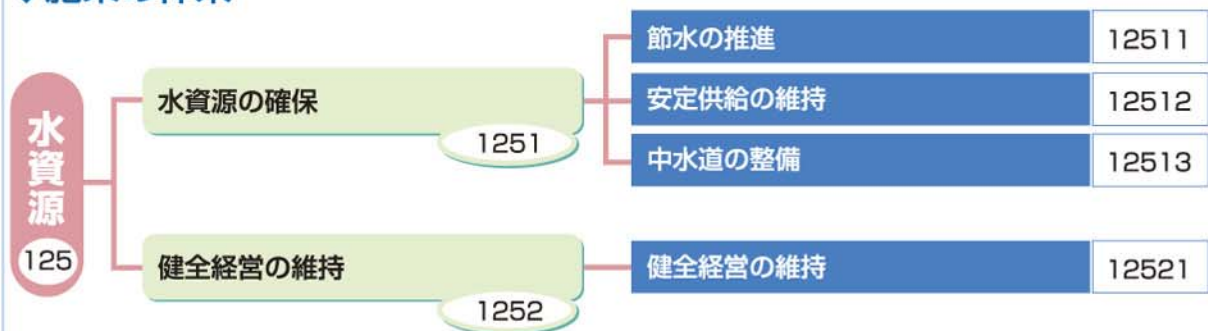 水資源
125
水資源の確保
1251
節水の推進
12511
安定供給の維持
12512
中水道の整備
12513
健全経営の維持
1252
健全経営の維持
12521